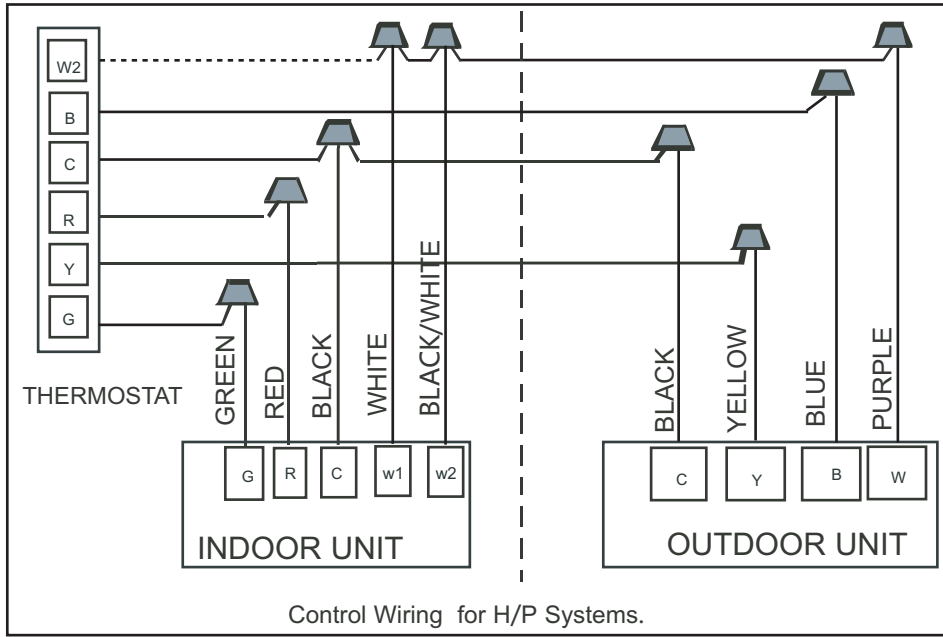 W2
B
C
R
Y
G
THERMOSTAT
GREEN
RED
BLACK
WHITE
BLACK/WHITE
BLACK
YELLOW
BLUE
PURPLE
G R C w1 w2
INDOOR UNIT
C Y B W
OUTDOOR UNIT
Control Wiring for H/P Systems.